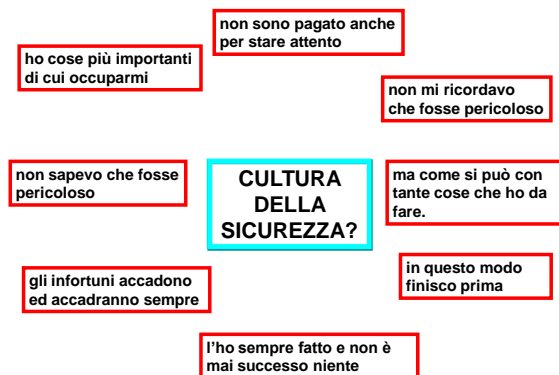 non sono pagato anche
per stare attento
ho cose più importanti
di cui occuparmi
non mi ricordavo
che fosse pericoloso
non sapevo che fosse
pericoloso
CULTURA
DELLA
SICUREZZA?
ma come si può con
tante cose che ho da
fare.
gli infortuni accadono
ed accadranno sempre
in questo modo
finisco prima
l'ho sempre fatto e non è
mai successo niente